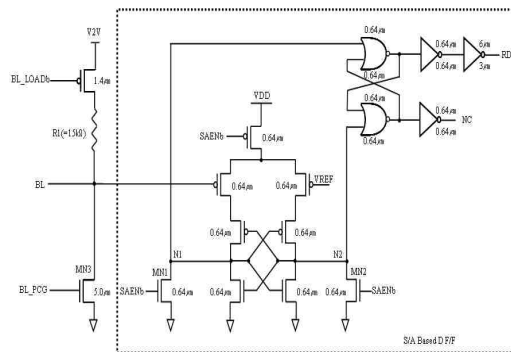 V2V
BL_LOADb
1.4㎛
R1(=15kΩ)
BL
MN3
BL_PCG
5.0㎛
VDD
SAENb
0.64㎛
0.64㎛
0.64㎛
VREF
0.64㎛
0.64㎛
N1
N2
MN1
SAENb
0.64㎛
0.64㎛
0.64㎛
0.64㎛
MN2
SAENb
0.64㎛
0.64㎛
0.64㎛
0.64㎛
0.64㎛
0.64㎛
6㎛
3㎛
RD
0.64㎛
0.64㎛
NC
S/A Based D F/F